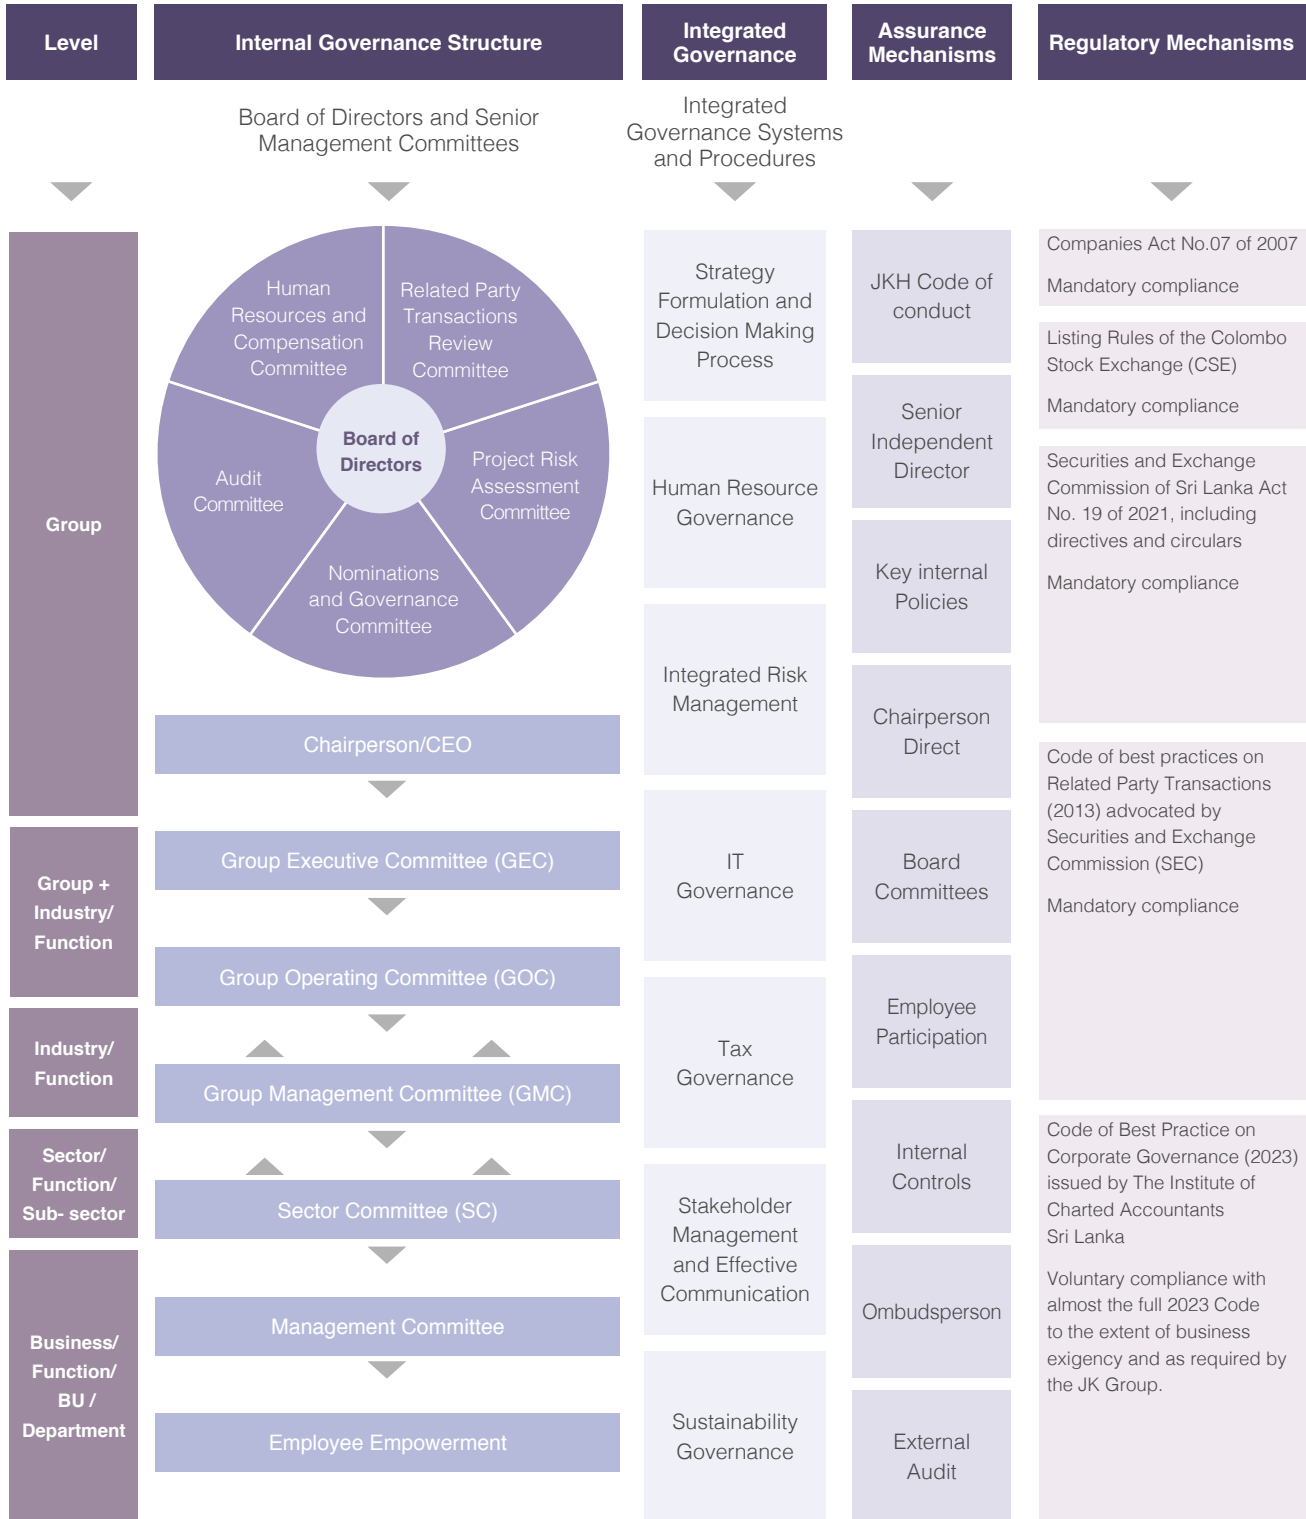 Level
Internal Governance Structure
Integrated
Governance
Assurance
Mechanisms
Regulatory Mechanisms
Board of Directors and Senior
Management Committees
Integrated
Governance Systems
and Procedures
Group
Group +
Industry/
Function
Industry/
Function
Sector/
Function/
Sub- sector
Business/
Function/
BU /
Department
Human
Resources and
Compensation
Committee
Related Party
Transactions
Review
Committee
Board of
Directors
Audit
Committee
Project Risk
Assessment
Committee
Nominations
and Governance
Committee
Chairperson/CEO
Group Executive Committee (GEC)
Group Operating Committee (GOC)
Group Management Committee (GMC)
Sector Committee (SC)
Management Committee
Employee Empowerment
Strategy
Formulation and
Decision Making
Process
Human Resource
Governance
Integrated Risk
Management
IT
Governance
Tax
Governance
Stakeholder
Management
and Effective
Communication
Sustainability
Governance
JKH Code of
conduct
Senior
Independent
Director
Key internal
Policies
Chairperson
Direct
Board
Committees
Employee
Participation
Internal
Controls
Ombudsperson
External
Audit
Companies Act No.07 of 2007
Mandatory compliance
Listing Rules of the Colombo
Stock Exchange (CSE)
Mandatory compliance
Securities and Exchange
Commission of Sri Lanka Act
No. 19 of 2021, including
directives and circulars
Mandatory compliance
Code of best practices on
Related Party Transactions
(2013) advocated by
Securities and Exchange
Commission (SEC)
Mandatory compliance
Code of Best Practice on
Corporate Governance (2023)
issued by The Institute of
Charted Accountants
Sri Lanka
Voluntary compliance with
almost the full 2023 Code
to the extent of business
exigency and as required by
the JK Group.